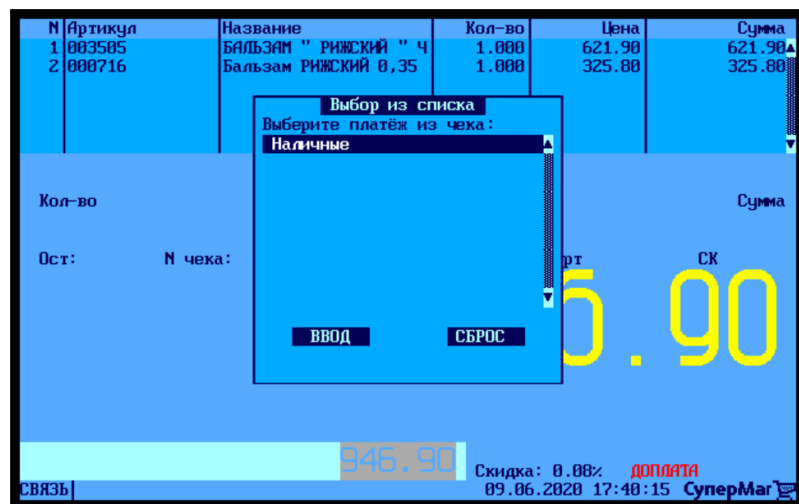 N Артикул Название Кол-во Цена Сумма
1 003505 БАЛЬЗАМ " РИЖСКИЙ " Ч 1.000 621.90 621.90
2 000716 Бальзам РИЖСКИЙ 0,35 1.000 325.80 325.80
Выбор из списка
Выберите платёж из чека:
Наличные
Кол-во Сумма
Ост: N чека: рт СК
6.90
ВВОД СБРОС
946.90
Скидка: 0.08% ДОПЛАТА
СВЯЗЬ 09.06.2020 17:40:15 СуперМаг